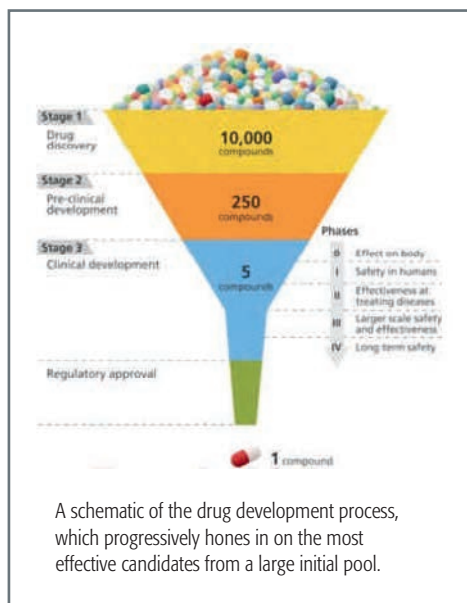 Stage 1
Drug
discovery
10,000
compounds
Stage 2
Pre-clinical
development
250
compounds
Stage 3
Clinical development
5
compounds
Phases
0 Effect on body
I Safety in humans
II Effectiveness at
treating diseases
III Larger scale safety
and effectiveness
IV Long term safety
Regulatory approval
1 compound
A schematic of the drug development process,
which progressively hones in on the most
effective candidates from a large initial pool.